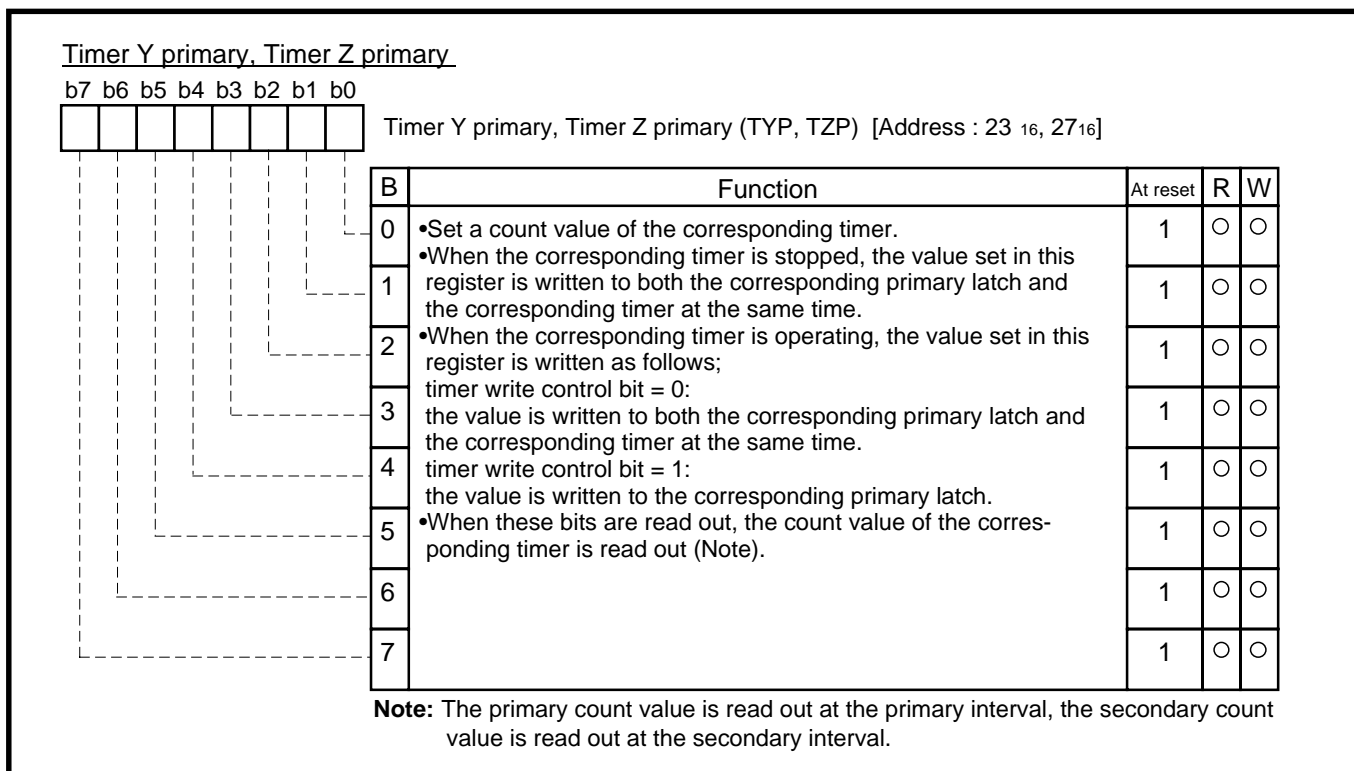 Timer Y primary, Timer Z primary
b7 b6 b5 b4 b3 b2 b1 b0
Timer Y primary, Timer Z primary (TYP, TZP) [Address : 23 16, 2716]
B Function At reset R W
0 •Set a count value of the corresponding timer. 1 ○ ○
•When the corresponding timer is stopped, the value set in this
1 register is written to both the corresponding primary latch and 1 ○ ○
the corresponding timer at the same time.
2 •When the corresponding timer is operating, the value set in this 1 ○ ○
register is written as follows;
timer write control bit = 0:
3 the value is written to both the corresponding primary latch and 1 ○ ○
the corresponding timer at the same time.
4 timer write control bit = 1: 1 ○ ○
the value is written to the corresponding primary latch.
5 •When these bits are read out, the count value of the corres- 1 ○ ○
ponding timer is read out (Note).
6 1 ○ ○
7 1 ○ ○
Note: The primary count value is read out at the primary interval, the secondary count
value is read out at the secondary interval.